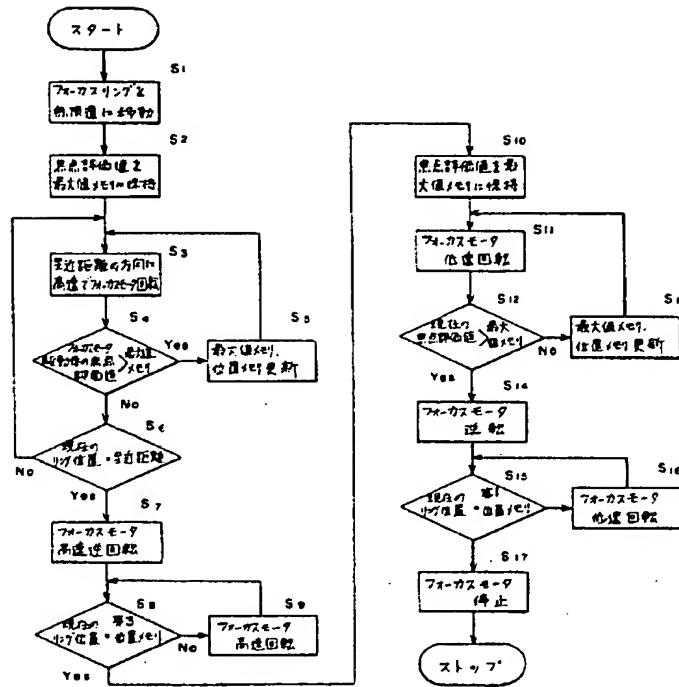 スタート
S1
フォーカスリングを
無限遠に移動
S2
焦点評価値を
最大値メモリに保持
S3
至近距離の方向に
高速でフォーカスモータ回転
S4
フォーカスモータ
駆動後の焦点
評価値
>
最大値
メモリ
Yes
No
S5
最大値メモリ、
位置メモリ更新
S6
現在の
リング位置=至近距離
No
Yes
S7
フォーカスモータ
高速逆回転
S8
現在の 第3
リング位置=位置メモリ
No
Yes
S9
フォーカスモータ
高速回転
S10
焦点評価値を最
大値メモリに保持
S11
フォーカスモータ
低速回転
S12
現在の
焦点評価値
>
最大
値メモリ
No
Yes
最大値メモリ、
位置メモリ更新
S14
フォーカスモータ
逆転
S15
現在の 第1
リング位置=位置メモリ
S16
フォーカスモータ
低速回転
S17
フォーカスモータ
停止
ストップ